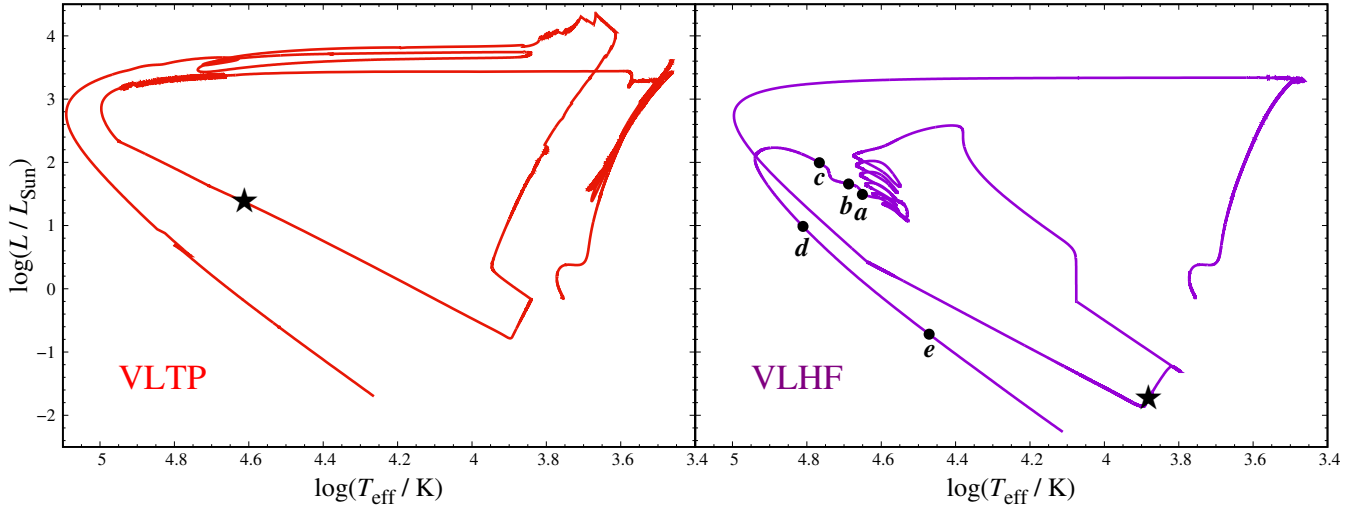 log(L / L_Sun)
4
3
2
1
0
−1
−2
VLTP
5 4.8 4.6 4.4 4.2 4 3.8 3.6 3.4
log(T_eff / K)
c
b a
d
e
VLHF
5 4.8 4.6 4.4 4.2 4 3.8 3.6 3.4
log(T_eff / K)